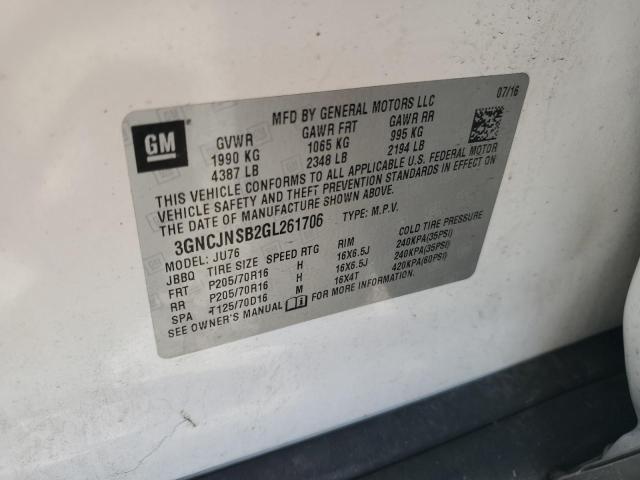 MFD BY GENERAL MOTORS LLC 07/16
GM
GVWR GAWR FRT GAWR RR
1990 KG 1065 KG 995 KG
4387 LB 2348 LB 2194 LB
THIS VEHICLE CONFORMS TO ALL APPLICABLE U.S. FEDERAL MOTOR
VEHICLE SAFETY AND THEFT PREVENTION STANDARDS IN EFFECT ON
THE DATE OF MANUFACTURE SHOWN ABOVE.
3GNCJNSB2GL261706 TYPE: M.P.V.
MODEL: JU76
JBBQ TIRE SIZE SPEED RTG RIM COLD TIRE PRESSURE
FRT P205/70R16 H 16X6.5J 240KPA(35PSI)
RR P205/70R16 H 16X6.5J 240KPA(35PSI)
SPA T125/70D16 M 16X4T 420KPA(60PSI)
SEE OWNER'S MANUAL FOR MORE INFORMATION.